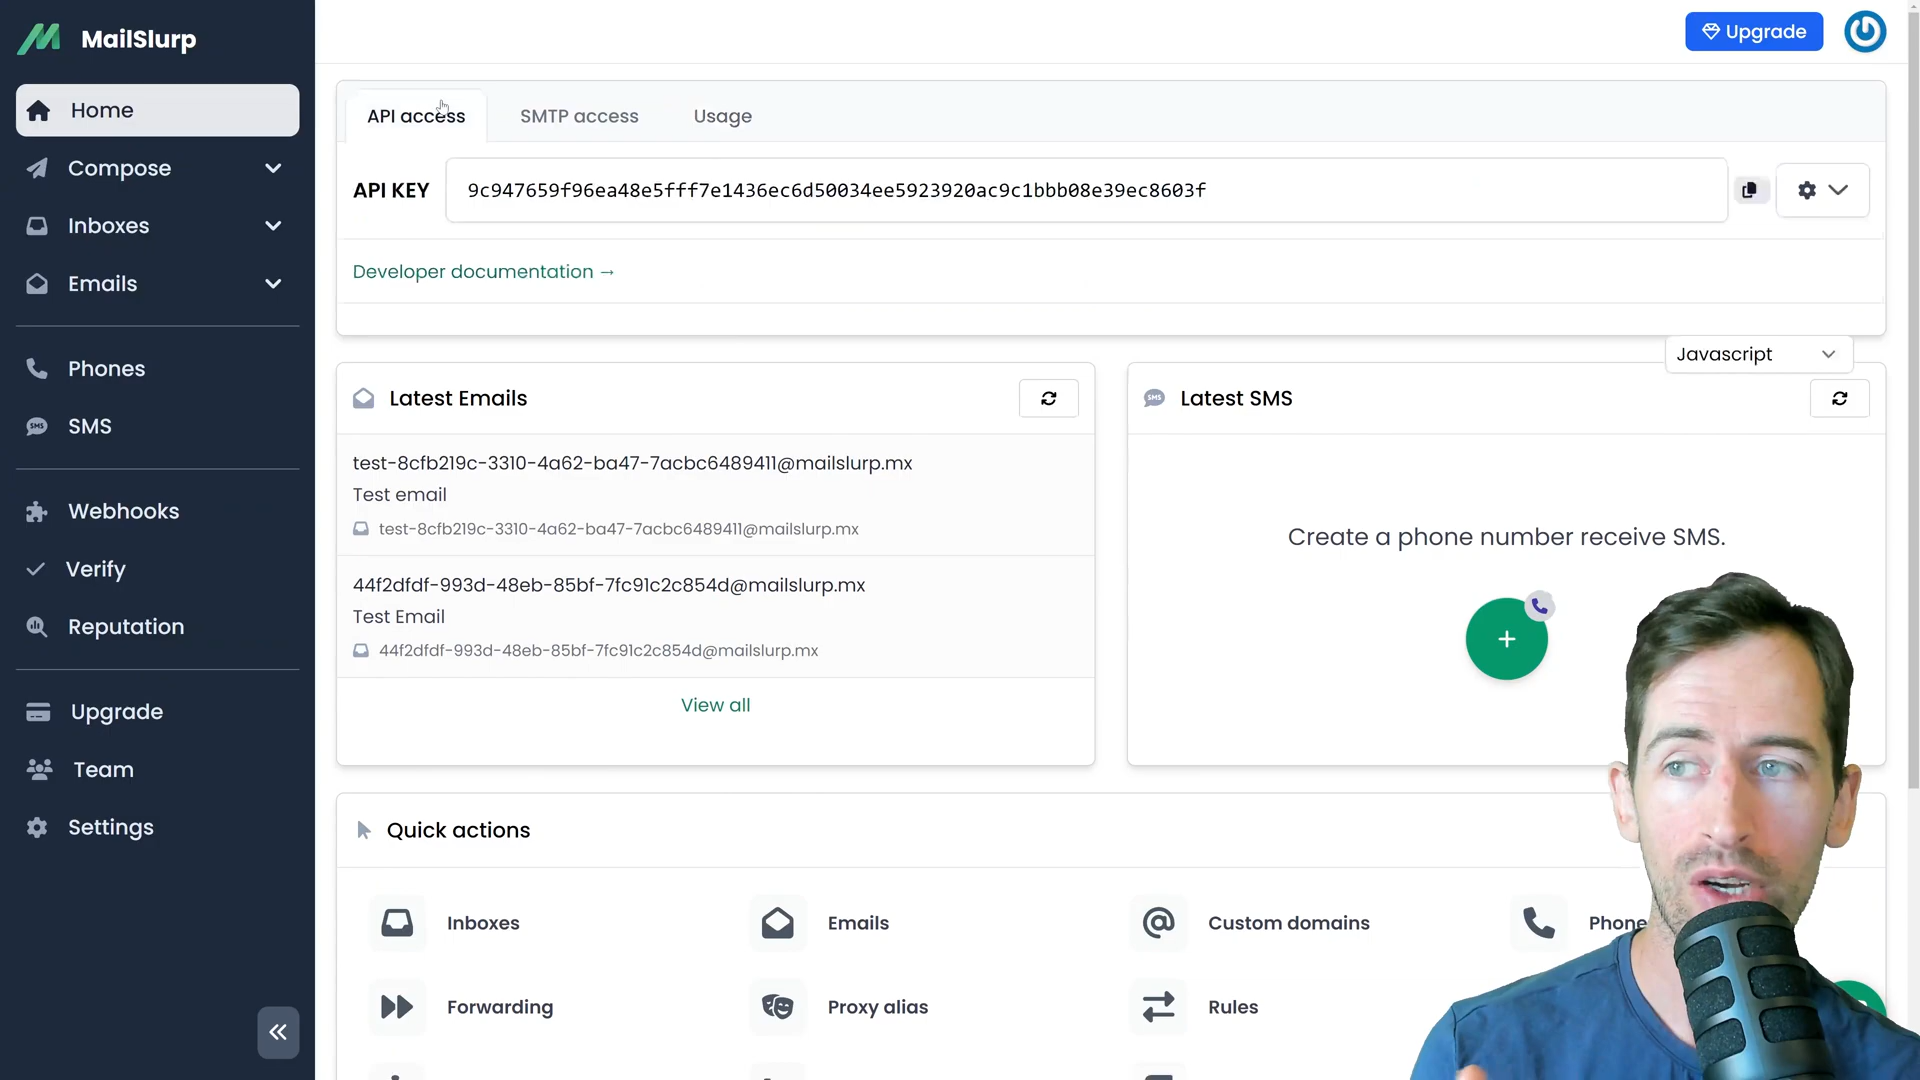 MailSlurp
Upgrade
Home
Compose
Inboxes
Emails
Phones
SMS
Webhooks
Verify
Reputation
Upgrade
Team
Settings
API access
SMTP access
Usage
API KEY
9c947659f96ea48e5fff7e1436ec6d50034ee5923920ac9c1bbb08e39ec8603f
Developer documentation →
Javascript
Latest Emails
test-8cfb219c-3310-4a62-ba47-7acbc6489411@mailslurp.mx
Test email
test-8cfb219c-3310-4a62-ba47-7acbc6489411@mailslurp.mx
44f2dfdf-993d-48eb-85bf-7fc91c2c854d@mailslurp.mx
Test Email
44f2dfdf-993d-48eb-85bf-7fc91c2c854d@mailslurp.mx
View all
Latest SMS
Create a phone number receive SMS.
Quick actions
Inboxes
Emails
Custom domains
Phone
Forwarding
Proxy alias
Rules